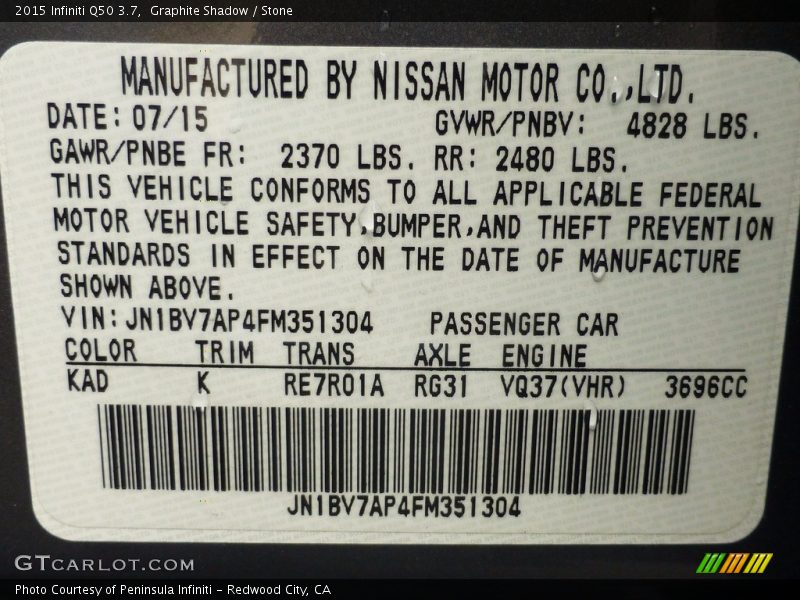 2015 Infiniti Q50 3.7,  Graphite Shadow / Stone
MANUFACTURED BY NISSAN MOTOR CO.,LTD.
DATE: 07/15 GVWR/PNBV: 4828 LBS.
GAWR/PNBE FR: 2370 LBS. RR: 2480 LBS.
THIS VEHICLE CONFORMS TO ALL APPLICABLE FEDERAL
MOTOR VEHICLE SAFETY,BUMPER,AND THEFT PREVENTION
STANDARDS IN EFFECT ON THE DATE OF MANUFACTURE
SHOWN ABOVE.
VIN:JN1BV7AP4FM351304 PASSENGER CAR
COLOR TRIM TRANS AXLE ENGINE
KAD K RE7R01A RG31 VQ37(VHR) 3696CC
JN1BV7AP4FM351304
GTCARLOT.COM
Photo Courtesy of Peninsula Infiniti - Redwood City, CA